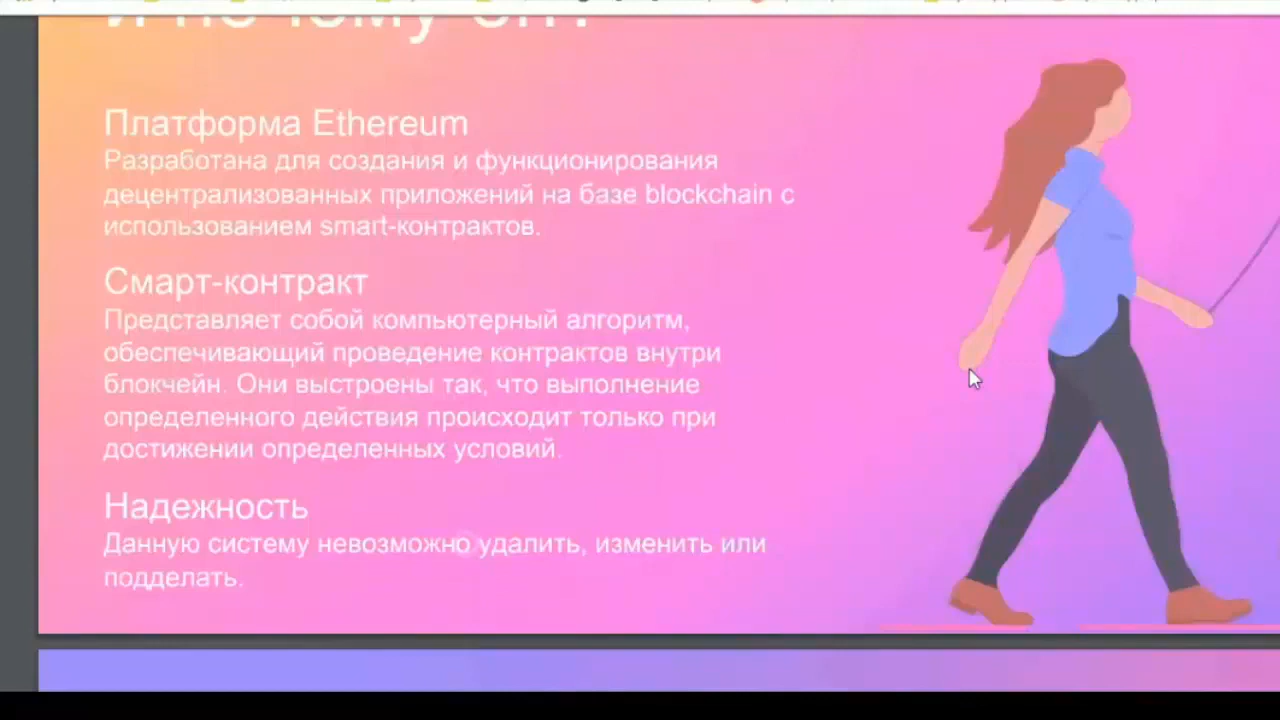 Платформа Ethereum
Разработана для создания и функционирования
децентрализованных приложений на базе blockchain с
использованием smart-контрактов.
Смарт-контракт
Представляет собой компьютерный алгоритм,
обеспечивающий проведение контрактов внутри
блокчейн. Они выстроены так, что выполнение
определенного действия происходит только при
достижении определенных условий.
Надежность
Данную систему невозможно удалить, изменить или
подделать.